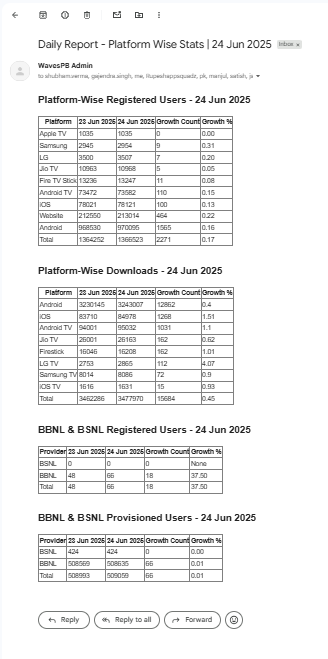 Daily Report - Platform Wise Stats | 24 Jun 2025 Inbox ×
WavesPB Admin
to shubham.verma, gajendra.singh, me, Rupeshappsquadz, pk, manjul, satish,
Platform-Wise Registered Users - 24 Jun 2025
Platform 23 Jun 2025 24 Jun 2025 Growth Count Growth %
Apple TV 1035 1035 0 0.00
Samsung 2945 2954 9 0.31
LG 3500 3507 7 0.20
Jio TV 10963 10968 5 0.05
Fire TV Stick 13236 13247 11 0.08
Android TV 73472 73582 110 0.15
iOS 78021 78121 100 0.13
Website 212550 213014 464 0.22
Android 968530 970095 1565 0.16
Total 1364252 1366523 2271 0.17
Platform-Wise Downloads - 24 Jun 2025
Platform 23 Jun 2025 24 Jun 2025 Growth Count Growth %
Android 3230145 3243007 12862 0.4
iOS 83710 84978 1268 1.51
Android TV 94001 95032 1031 1.1
Jio TV 26001 26163 162 0.62
Firestick 16046 16208 162 1.01
LG TV 2753 2865 112 4.07
Samsung TV 8014 8086 72 0.9
iOS TV 1616 1631 15 0.93
Total 3462286 3477970 15684 0.45
BBNL & BSNL Registered Users - 24 Jun 2025
Provider 23 Jun 2025 24 Jun 2025 Growth Count Growth %
BSNL 0 0 0 None
BBNL 48 66 18 37.50
Total 48 66 18 37.50
BBNL & BSNL Provisioned Users - 24 Jun 2025
Provider 23 Jun 2025 24 Jun 2025 Growth Count Growth %
BSNL 424 424 0 0.00
BBNL 508569 508635 66 0.01
Total 508993 509059 66 0.01
Reply Reply to all Forward